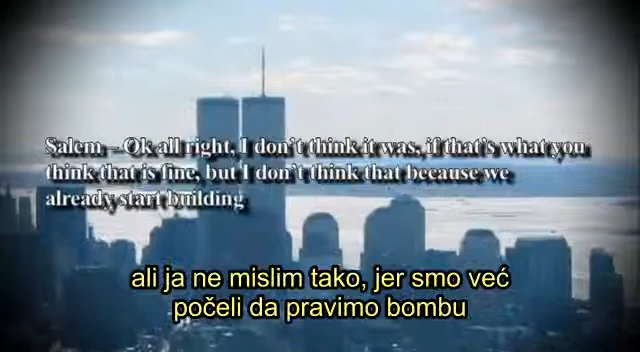 Salem, – Ok all right, I don't think it was, if that's what you
think that is fine, but I don't think that because we
already start building
ali ja ne mislim tako, jer smo već
počeli da pravimo bombu